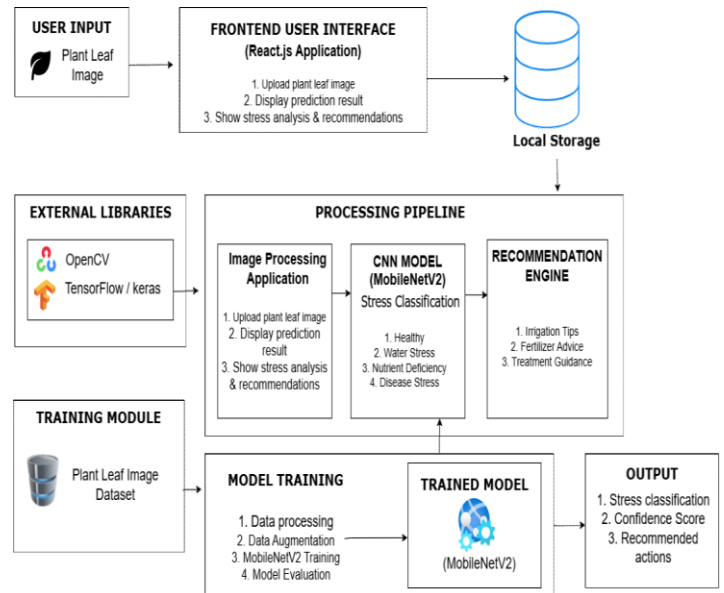 USER INPUT
Plant Leaf
Image
FRONTEND USER INTERFACE
(React.js Application)
1. Upload plant leaf image
2. Display prediction result
3. Show stress analysis & recommendations
Local Storage
EXTERNAL LIBRARIES
OpenCV
TensorFlow / keras
PROCESSING PIPELINE
Image Processing
Application
1. Upload plant leaf image
2. Display prediction
result
3. Show stress analysis
& recommendations
CNN MODEL
(MobileNetV2)
Stress Classification
1. Healthy
2. Water Stress
3. Nutrient Deficiency
4. Disease Stress
RECOMMENDATION
ENGINE
1. Irrigation Tips
2. Fertilizer Advice
3. Treatment Guidance
TRAINING MODULE
Plant Leaf Image
Dataset
MODEL TRAINING
1. Data processing
2. Data Augmentation
3. MobileNetV2 Training
4. Model Evaluation
TRAINED MODEL
(MobileNetV2)
OUTPUT
1. Stress classification
2. Confidence Score
3. Recommended
actions